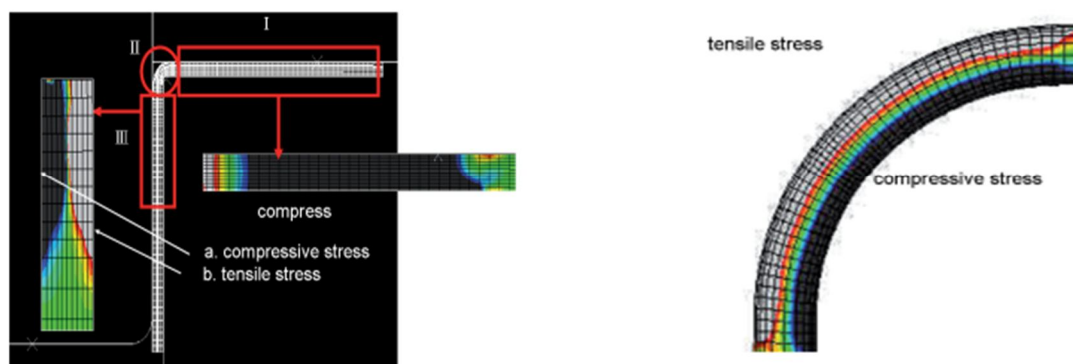 I
II
III
X
compress
a. compressive stress
b. tensile stress
X
tensile stress
compressive stress